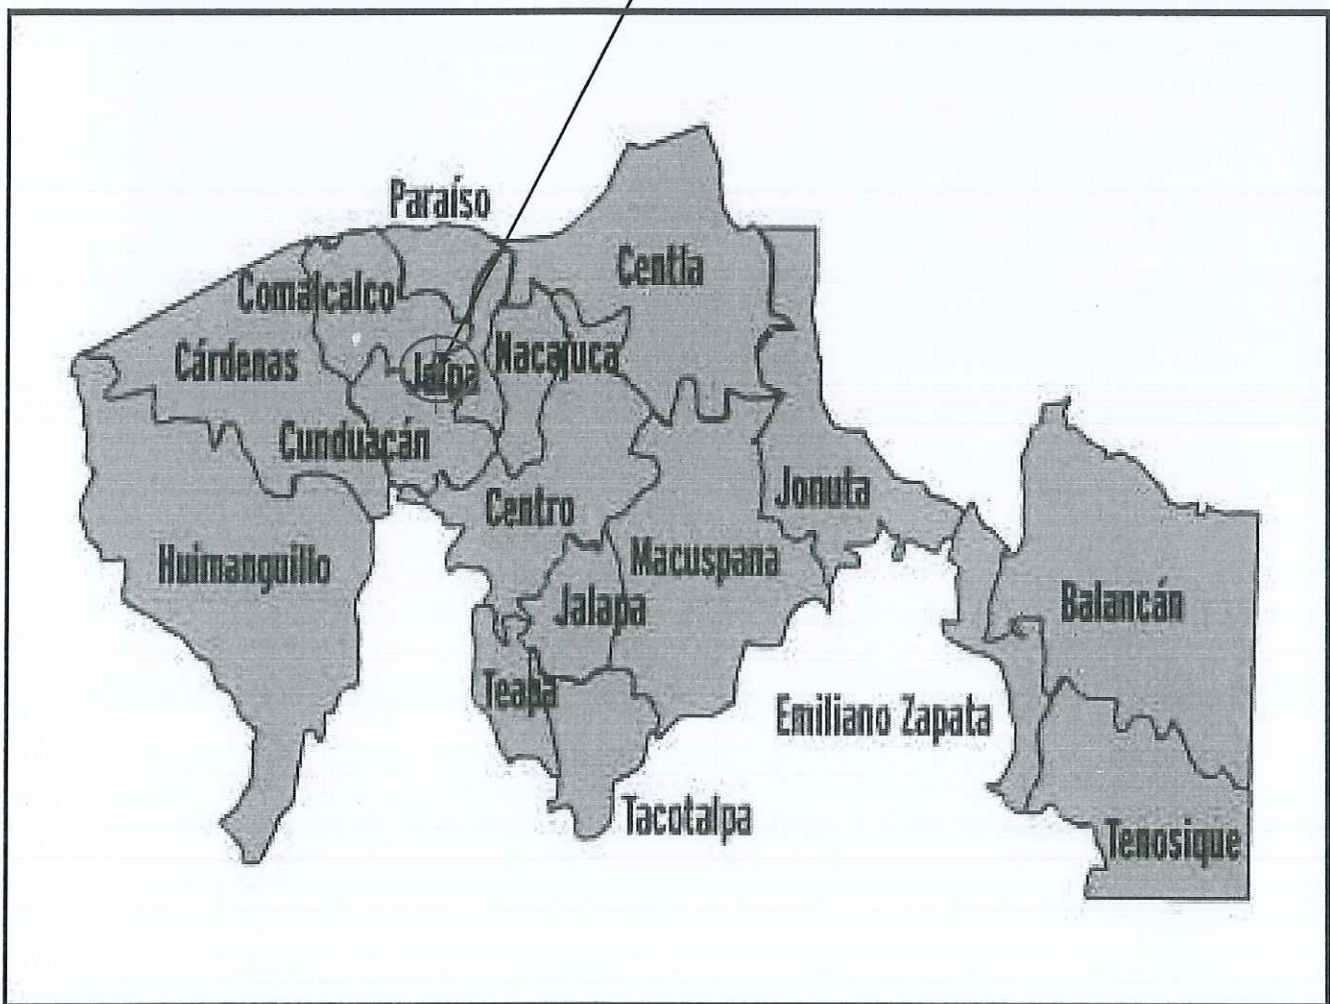 Paraíso
Centla
Comalcalco
Nacajuca
Cárdenas
Jalpa
Cunduacán
Jonuta
Centro
Macuspana
Huimanguillo
Balancán
Jalapa
Teapa
Emiliano Zapata
Tacotalpa
Tenosique